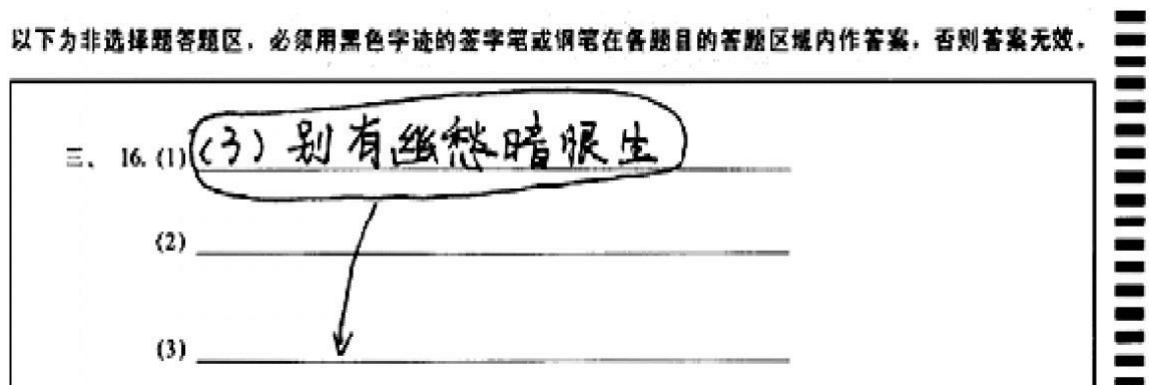 以下为非选择题答题区，必须用黑色字迹的签字笔或钢笔在各题目的答题区域内作答案，否则答案无效。
三、 16. (1) (3) 别有幽愁暗眼生
(2)
(3)